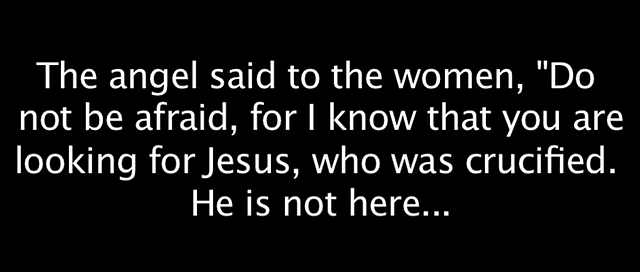 The angel said to the women, "Do
not be afraid, for I know that you are
looking for Jesus, who was crucified.
He is not here...